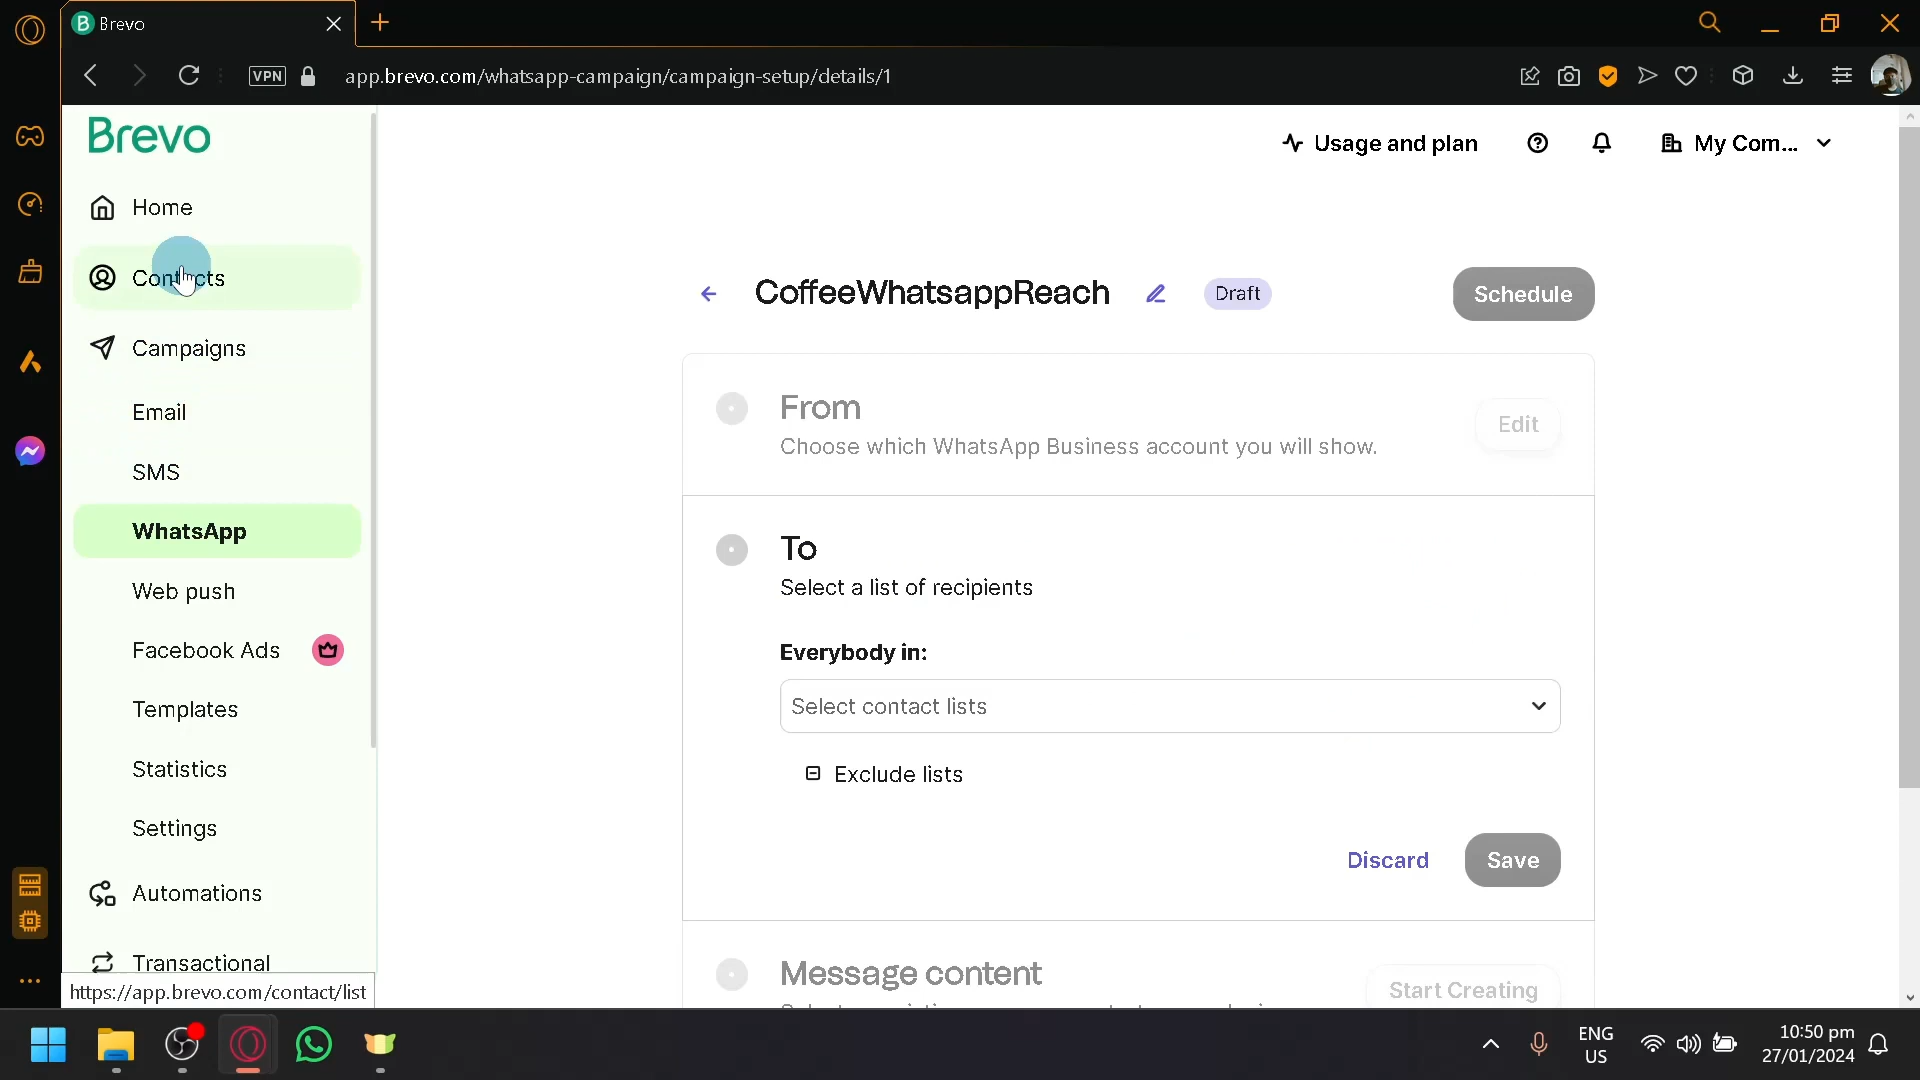 Brevo
VPN
app.brevo.com/whatsapp-campaign/campaign-setup/details/1
Brevo
Usage and plan
My Com...
Home
Contacts
Campaigns
Email
SMS
WhatsApp
Web push
Facebook Ads
Templates
Statistics
Settings
Automations
Transactional
https://app.brevo.com/contact/list
CoffeeWhatsappReach
Draft
Schedule
From
Choose which WhatsApp Business account you will show.
Edit
To
Select a list of recipients
Everybody in:
Select contact lists
Exclude lists
Discard
Save
Message content
Start Creating
ENG
US
10:50 pm
27/01/2024